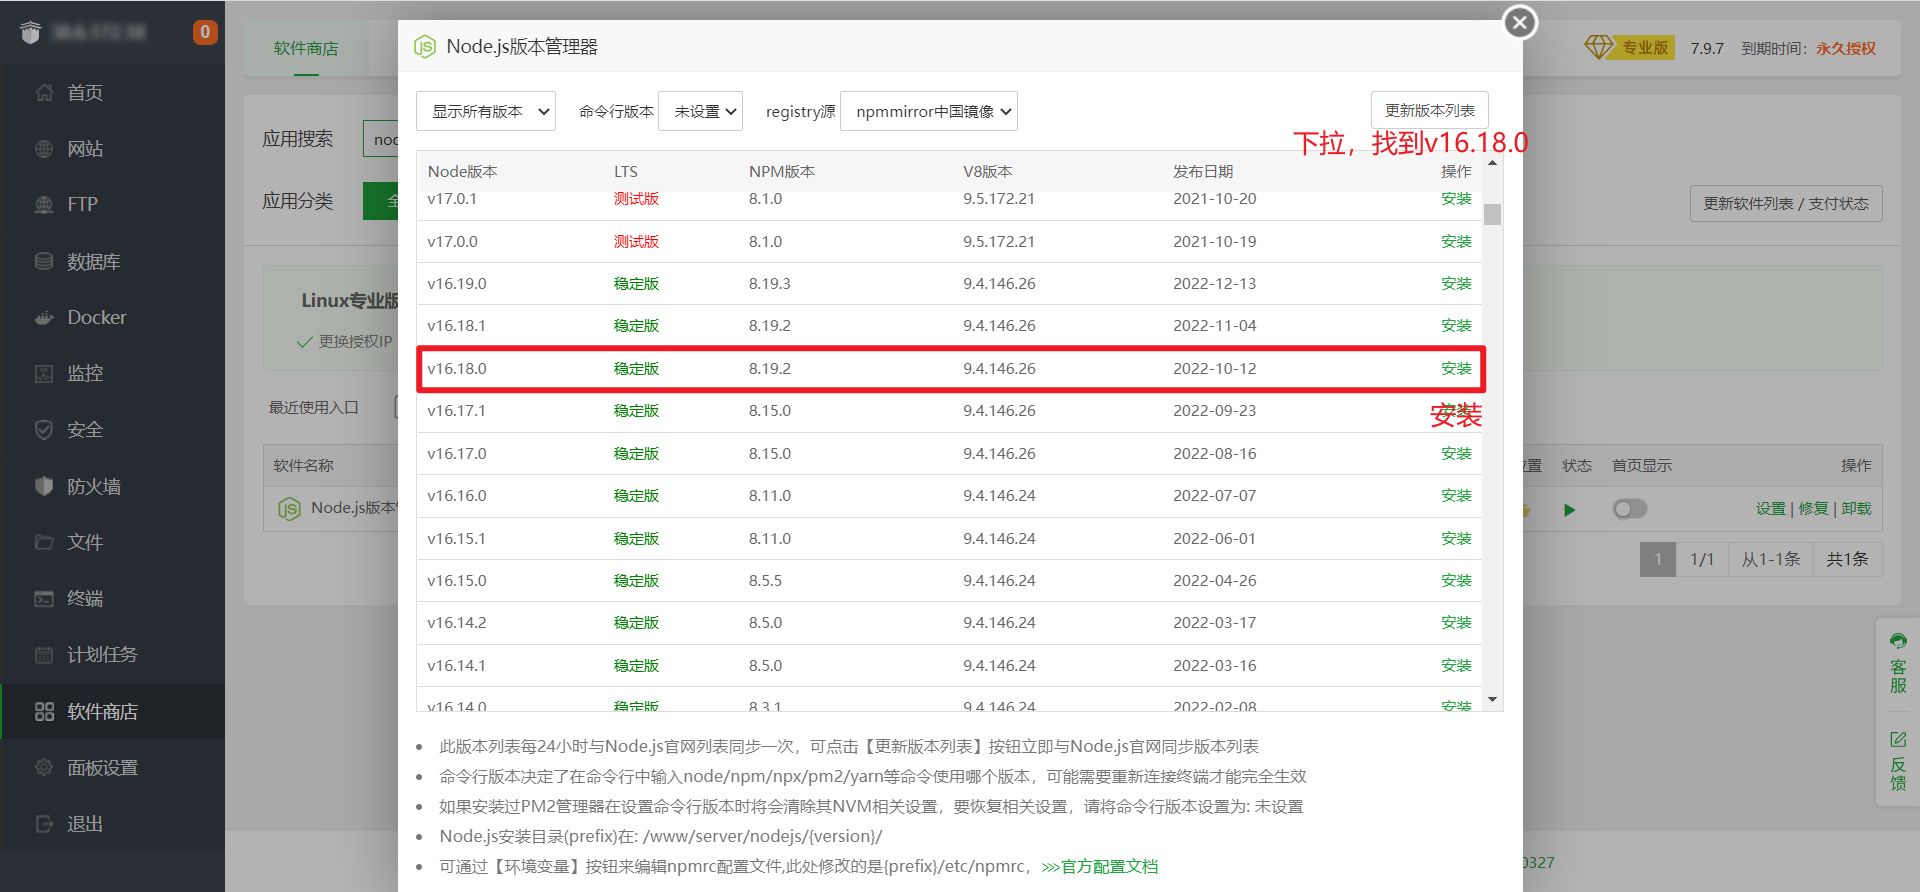 0
首页
网站
FTP
数据库
Docker
监控
安全
防火墙
文件
终端
计划任务
软件商店
面板设置
退出
软件商店
专业版 7.9.7 到期时间：永久授权
应用搜索 nod
应用分类 全
更新软件列表 / 支付状态
Linux专业版
更换授权IP
最近使用入口
软件名称
位置 状态 首页显示 操作
Node.js版本
设置 | 修复 | 卸载
1 1/1 从1-1条 共1条
客服
反馈
0327
Node.js版本管理器
显示所有版本 命令行版本 未设置 registry源 npmmirror中国镜像 更新版本列表
下拉，找到v16.18.0
Node版本 LTS NPM版本 V8版本 发布日期 操作
v17.0.1 测试版 8.1.0 9.5.172.21 2021-10-20 安装
v17.0.0 测试版 8.1.0 9.5.172.21 2021-10-19 安装
v16.19.0 稳定版 8.19.3 9.4.146.26 2022-12-13 安装
v16.18.1 稳定版 8.19.2 9.4.146.26 2022-11-04 安装
v16.18.0 稳定版 8.19.2 9.4.146.26 2022-10-12 安装
v16.17.1 稳定版 8.15.0 9.4.146.26 2022-09-23 安装
安装
v16.17.0 稳定版 8.15.0 9.4.146.26 2022-08-16 安装
v16.16.0 稳定版 8.11.0 9.4.146.24 2022-07-07 安装
v16.15.1 稳定版 8.11.0 9.4.146.24 2022-06-01 安装
v16.15.0 稳定版 8.5.5 9.4.146.24 2022-04-26 安装
v16.14.2 稳定版 8.5.0 9.4.146.24 2022-03-17 安装
v16.14.1 稳定版 8.5.0 9.4.146.24 2022-03-16 安装
v16.14.0 稳定版 8.3.1 9.4.146.24 2022-02-08 安装
此版本列表每24小时与Node.js官网列表同步一次，可点击【更新版本列表】按钮立即与Node.js官网同步版本列表
命令行版本决定了在命令行中输入node/npm/npx/pm2/yarn等命令使用哪个版本，可能需要重新连接终端才能完全生效
如果安装过PM2管理器在设置命令行版本时将会清除其NVM相关设置，要恢复相关设置，请将命令行版本设置为: 未设置
Node.js安装目录(prefix)在: /www/server/nodejs/{version}/
可通过【环境变量】按钮来编辑npmrc配置文件,此处修改的是{prefix}/etc/npmrc，>>>官方配置文档